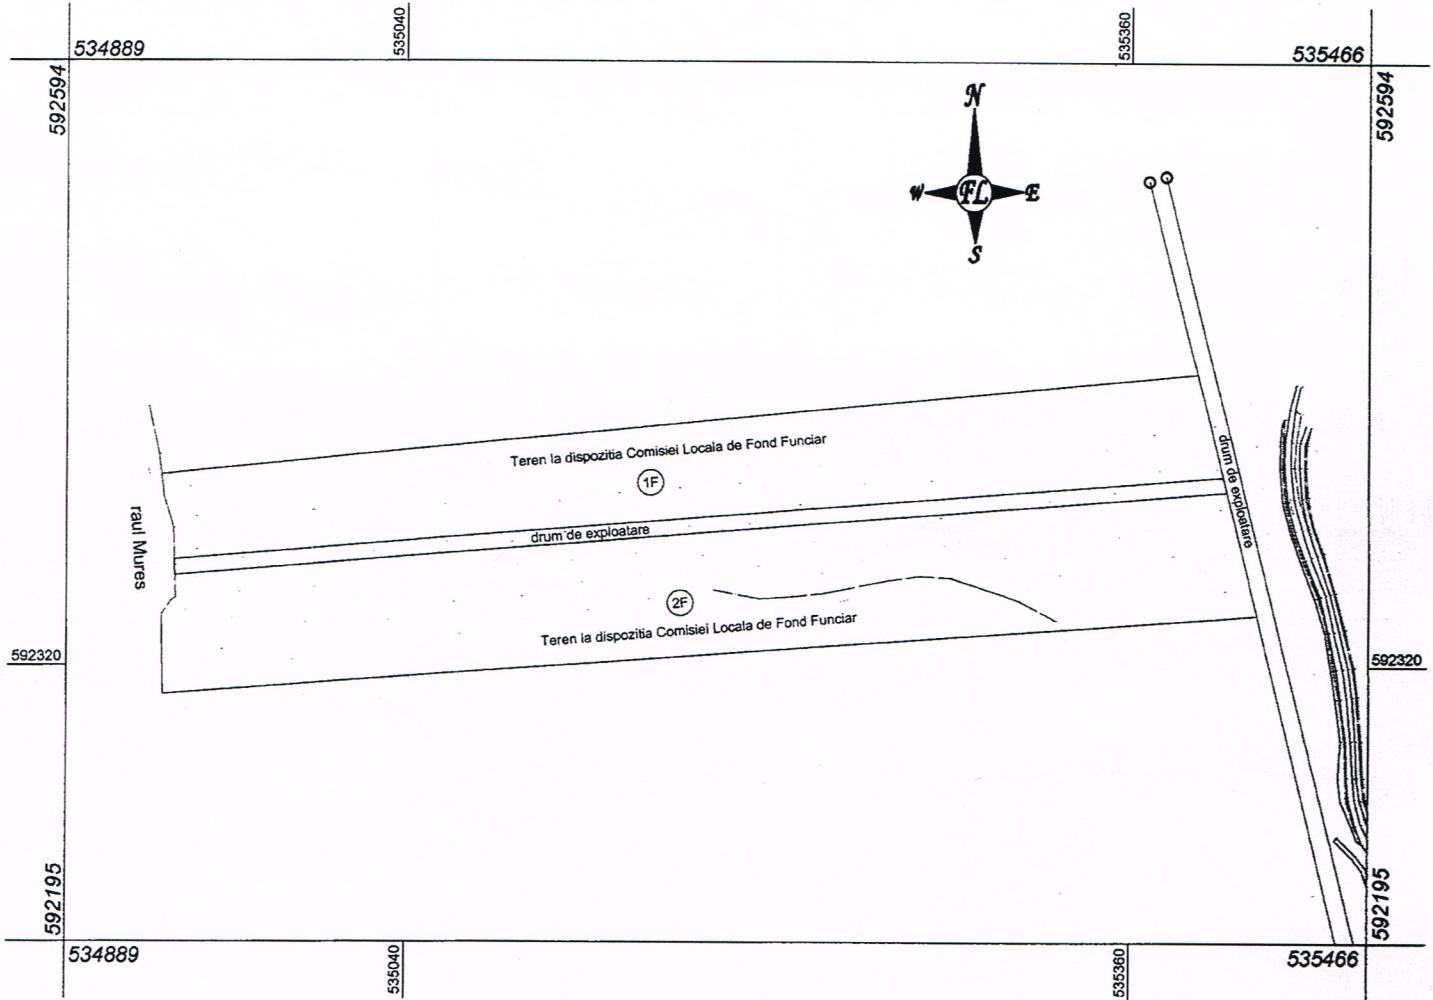 535040
535360
534889
535466
592594
592594
N
W FL E
S
Teren la dispozitia Comisiei Locala de Fond Funciar
1F
drum de exploatare
raul Mures
drum de exploatare
2F
Teren la dispozitia Comisiei Locala de Fond Funciar
592320
592320
592195
592195
534889
535466
535040
535360